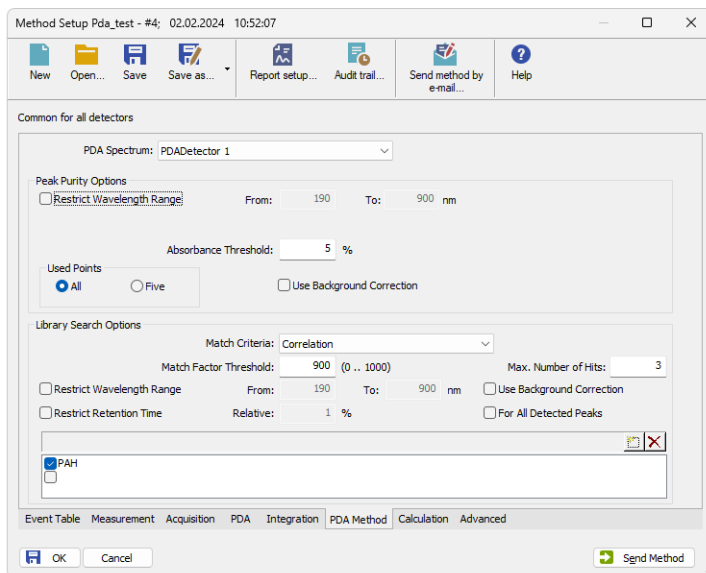 Method Setup Pda_test - #4; 02.02.2024 10:52:07
New Open... Save Save as... Report setup... Audit trail... Send method by e-mail... Help
Common for all detectors
PDA Spectrum: PDADetector 1
Peak Purity Options
Restrict Wavelength Range From: 190 To: 900 nm
Absorbance Threshold: 5 %
Used Points
All Five Use Background Correction
Library Search Options
Match Criteria: Correlation
Match Factor Threshold: 900 (0 .. 1000) Max. Number of Hits: 3
Restrict Wavelength Range From: 190 To: 900 nm Use Background Correction
Restrict Retention Time Relative: 1 % For All Detected Peaks
PAH
Event Table Measurement Acquisition PDA Integration PDA Method Calculation Advanced
OK Cancel Send Method